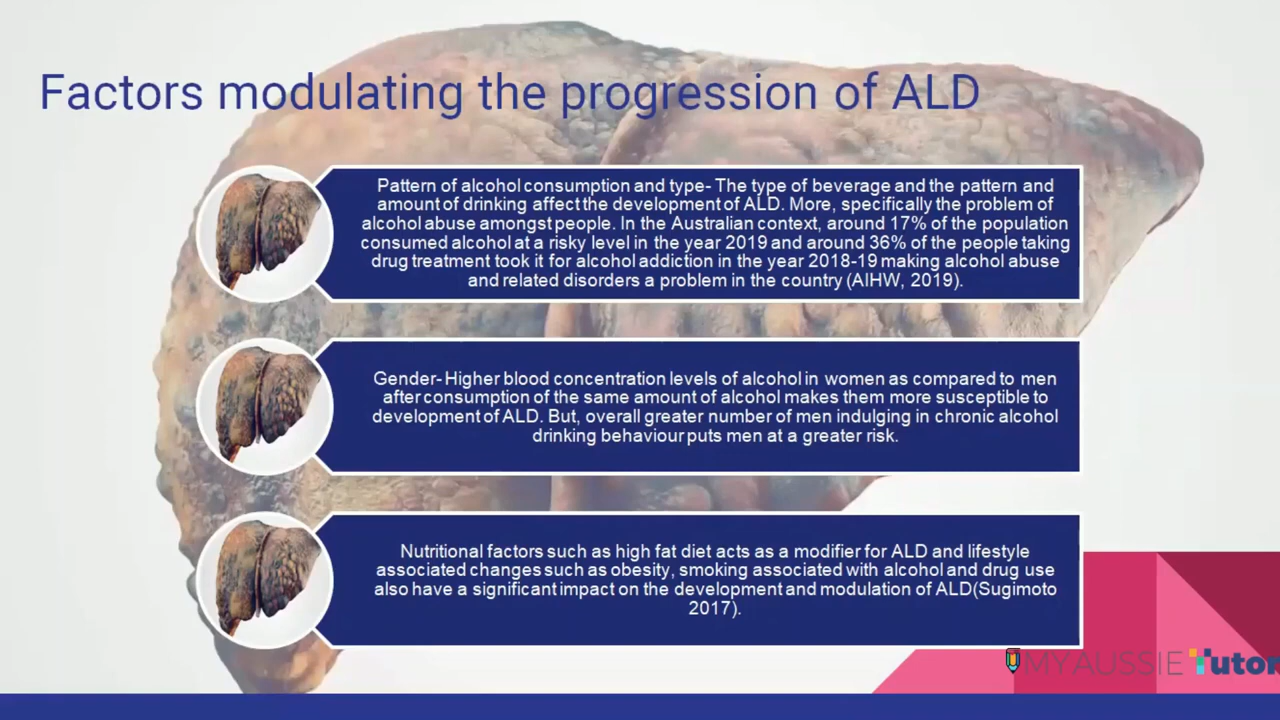 Factors modulating the progression of ALD
Pattern of alcohol consumption and type- The type of beverage and the pattern and
amount of drinking affect the development of ALD. More, specifically the problem of
alcohol abuse amongst people. In the Australian context, around 17% of the population
consumed alcohol at a risky level in the year 2019 and around 36% of the people taking
drug treatment took it for alcohol addiction in the year 2018-19 making alcohol abuse
and related disorders a problem in the country (AIHW, 2019).
Gender- Higher blood concentration levels of alcohol in women as compared to men
after consumption of the same amount of alcohol makes them more susceptible to
development of ALD. But, overall greater number of men indulging in chronic alcohol
drinking behaviour puts men at a greater risk.
Nutritional factors such as high fat diet acts as a modifier for ALD and lifestyle
associated changes such as obesity, smoking associated with alcohol and drug use
also have a significant impact on the development and modulation of ALD(Sugimoto
2017).
MY AUSSIE Tutor